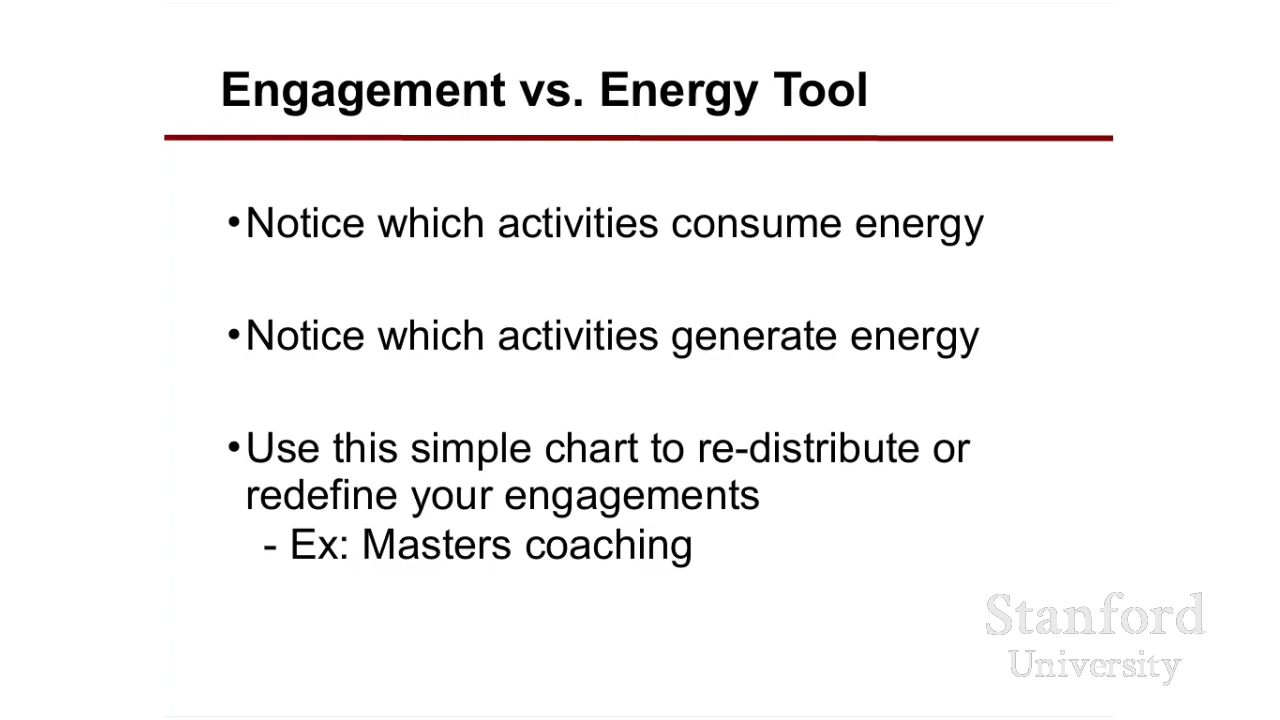 Engagement vs. Energy Tool
•Notice which activities consume energy
•Notice which activities generate energy
•Use this simple chart to re-distribute or
redefine your engagements
- Ex: Masters coaching
Stanford
University